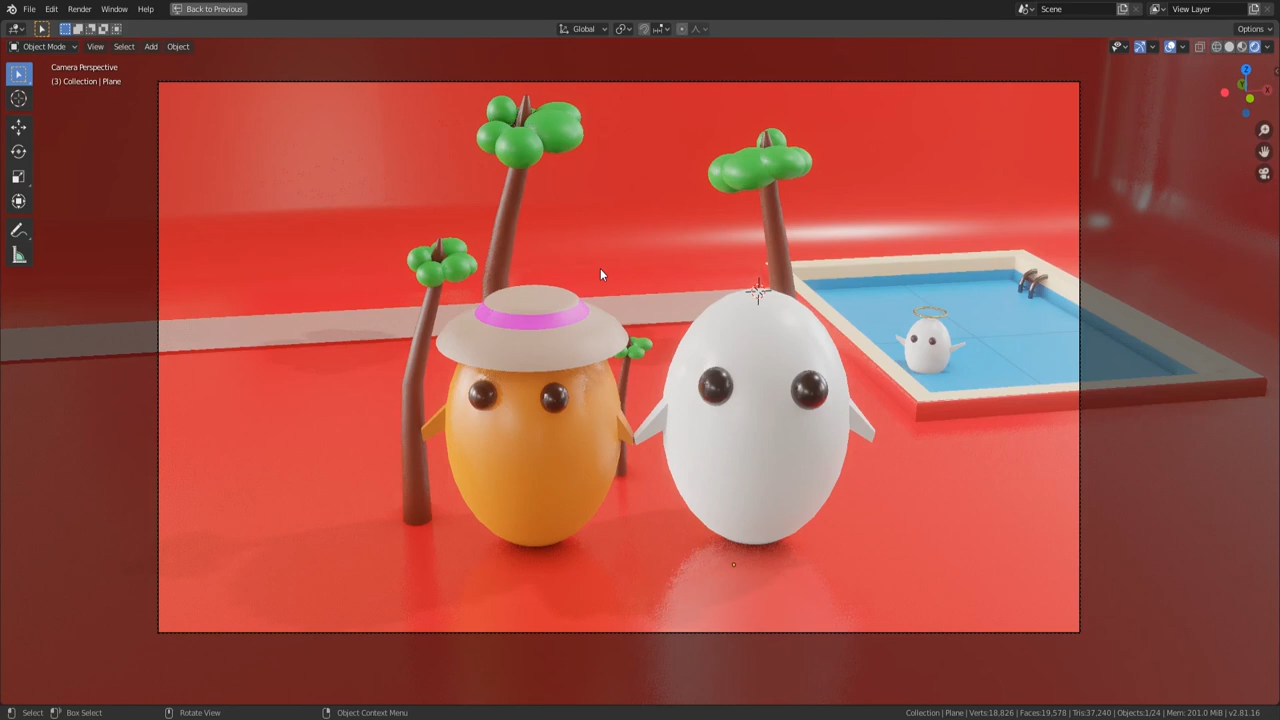 File Edit Render Window Help Back to Previous Scene View Layer
Global Options
Object Mode View Select Add Object
Camera Perspective
(3) Collection | Plane
Z
Y
X
Select Box Select Rotate View Object Context Menu Collection | Plane | Verts:18,826 | Faces:19,578 | Tris:37,240 | Objects:1/24 | Mem: 201.0 MiB | v2.81.16